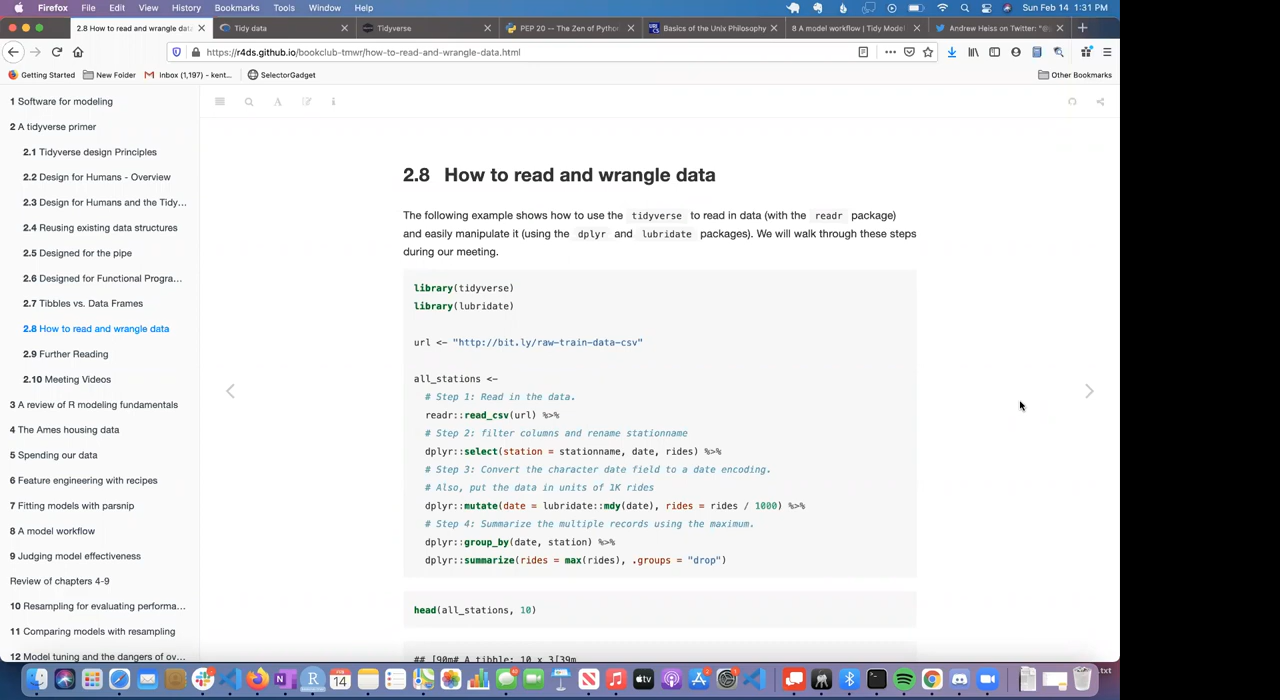 Firefox File Edit View History Bookmarks Tools Window Help Sun Feb 14 1:31 PM
2.8 How to read and wrangle dat Tidy data Tidyverse PEP 20 -- The Zen of Python Basics of the Unix Philosophy 8 A model workflow | Tidy Model Andrew Heiss on Twitter: "@
https://r4ds.github.io/bookclub-tmwr/how-to-read-and-wrangle-data.html
Getting Started New Folder Inbox (1,197) - kent... SelectorGadget Other Bookmarks
1 Software for modeling
2 A tidyverse primer
2.1 Tidyverse design Principles
2.2 Design for Humans - Overview
2.3 Design for Humans and the Tidy...
2.4 Reusing existing data structures
2.5 Designed for the pipe
2.6 Designed for Functional Progra...
2.7 Tibbles vs. Data Frames
2.8 How to read and wrangle data
2.9 Further Reading
2.10 Meeting Videos
3 A review of R modeling fundamentals
4 The Ames housing data
5 Spending our data
6 Feature engineering with recipes
7 Fitting models with parsnip
8 A model workflow
9 Judging model effectiveness
Review of chapters 4-9
10 Resampling for evaluating performa...
11 Comparing models with resampling
12 Model tuning and the dangers of ov...
2.8 How to read and wrangle data
The following example shows how to use the tidyverse to read in data (with the readr package)
and easily manipulate it (using the dplyr and lubridate packages). We will walk through these steps
during our meeting.
library(tidyverse)
library(lubridate)
url <- "http://bit.ly/raw-train-data-csv"
all_stations <-
# Step 1: Read in the data.
readr::read_csv(url) %>%
# Step 2: filter columns and rename stationname
dplyr::select(station = stationname, date, rides) %>%
# Step 3: Convert the character date field to a date encoding.
# Also, put the data in units of 1K rides
dplyr::mutate(date = lubridate::mdy(date), rides = rides / 1000) %>%
# Step 4: Summarize the multiple records using the maximum.
dplyr::group_by(date, station) %>%
dplyr::summarize(rides = max(rides), .groups = "drop")
head(all_stations, 10)
## [90m# A tibble: 10 x 3[39m
.txt